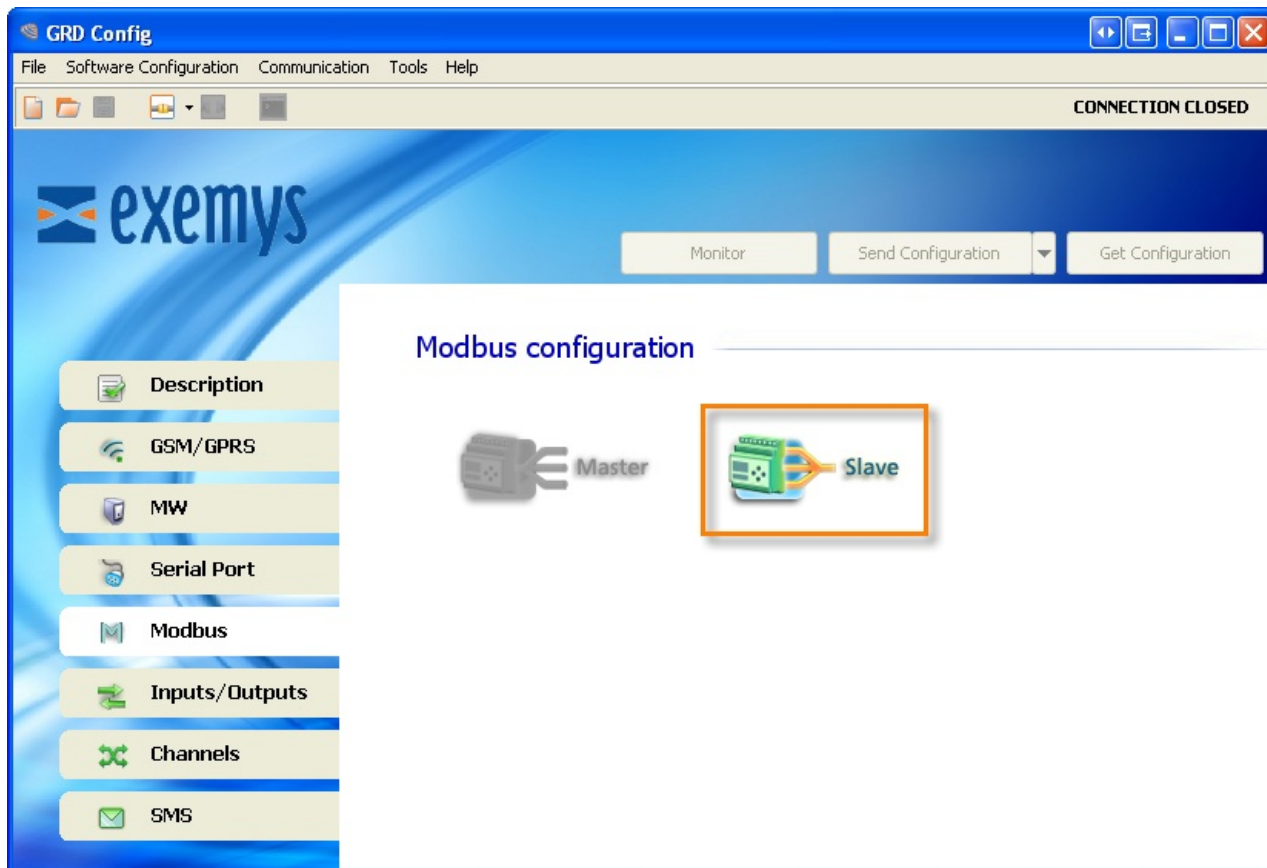 GRD Config
File Software Configuration Communication Tools Help
CONNECTION CLOSED
exemys
Monitor Send Configuration Get Configuration
Modbus configuration
Description
GSM/GPRS
Master Slave
MW
Serial Port
Modbus
Inputs/Outputs
Channels
SMS